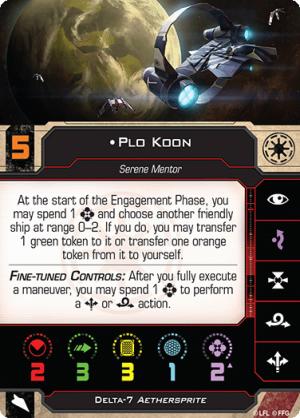 5
• Plo Koon
Serene Mentor
At the start of the Engagement Phase, you
may spend 1 and choose another friendly
ship at range 0–2. If you do, you may transfer
1 green token to it or transfer one orange
token from it to yourself.
Fine-tuned Controls: After you fully execute
a maneuver, you may spend 1 to perform
a or action.
2 3 3 1 2
Delta-7 Aethersprite
©LFL ©FFG